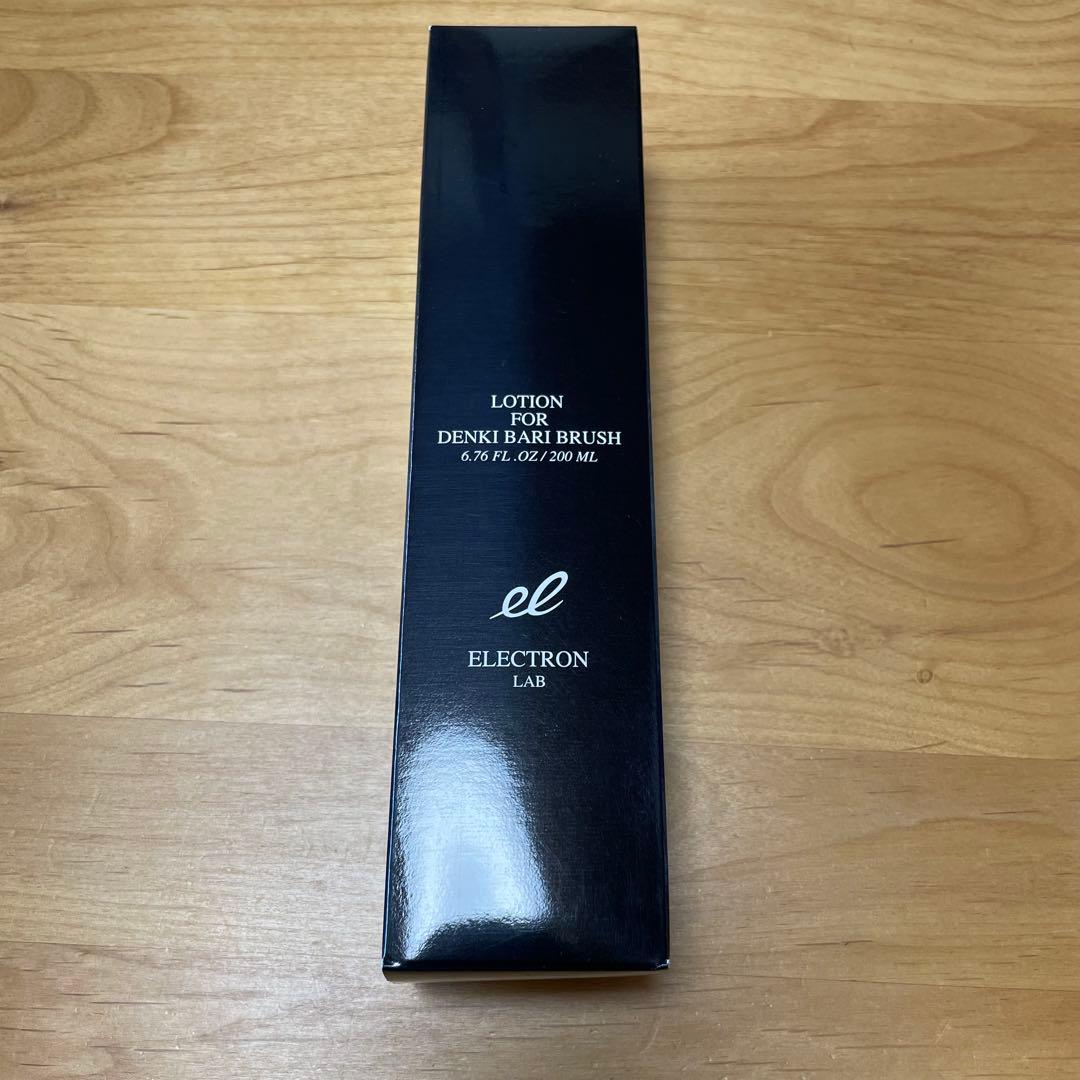 LOTION
FOR
DENKI BARI BRUSH
6.76 FL .OZ / 200 ML
el
ELECTRON
LAB